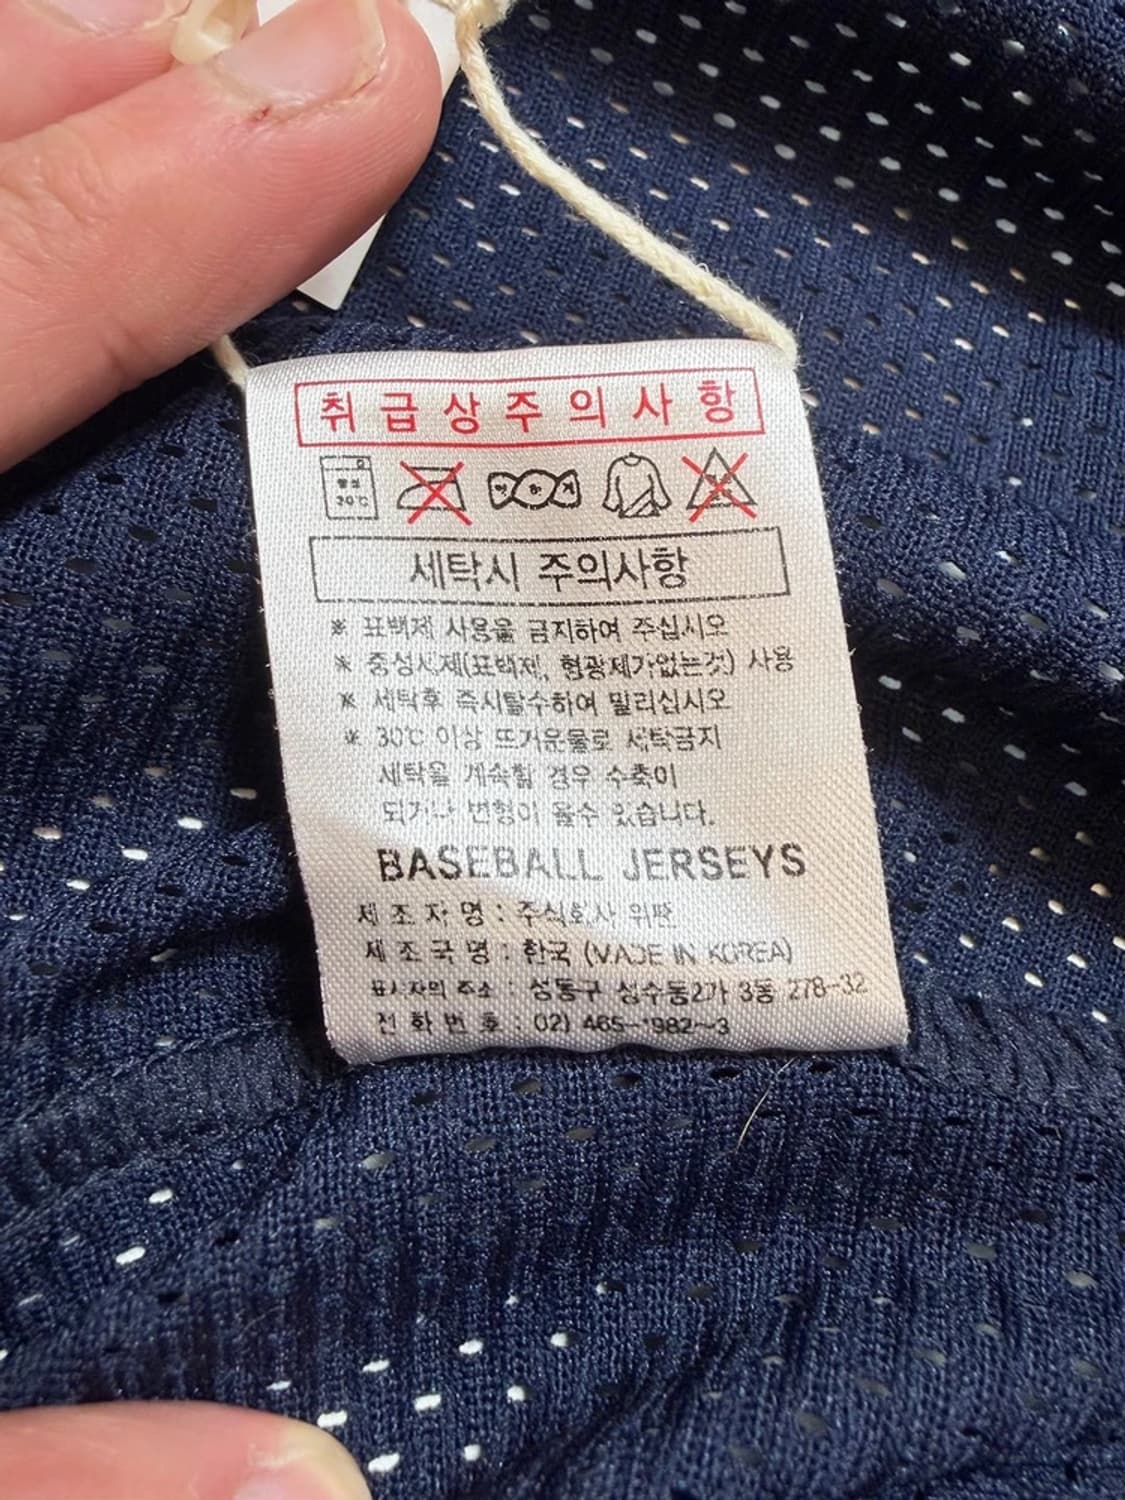 취급상주의사항
30℃
세탁시 주의사항
※ 표백제 사용을 금지하여 주십시오
※ 중성세제(표백제, 형광제가없는것) 사용
※ 세탁후 즉시탈수하여 말리십시오
※ 30℃ 이상 뜨거운물로 세탁금지
세탁을 계속할 경우 수축이
되거나 변형이 올수 있습니다.
BASEBALL JERSEYS
제 조 자 명 : 주식회사 위판
제 조 국 명 : 한국 (MADE IN KOREA)
표시자의 주소 : 성동구 성수동2가 3동 278-32
전 화 번 호 : 02) 465-1982~3